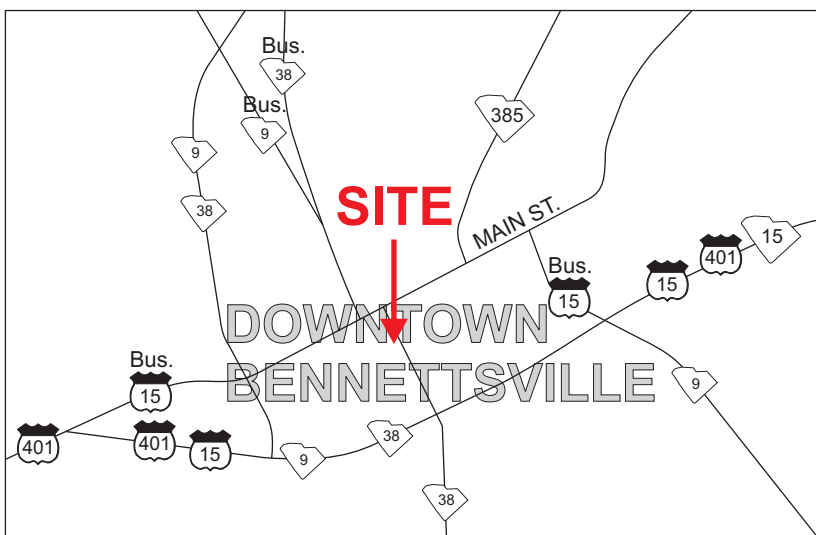 Bus.
38
Bus.
9
385
9
38
SITE
MAIN ST.
15
401
15
Bus.
15
DOWNTOWN
BENNETTSVILLE
Bus.
15
9
401
401
15
9
38
38